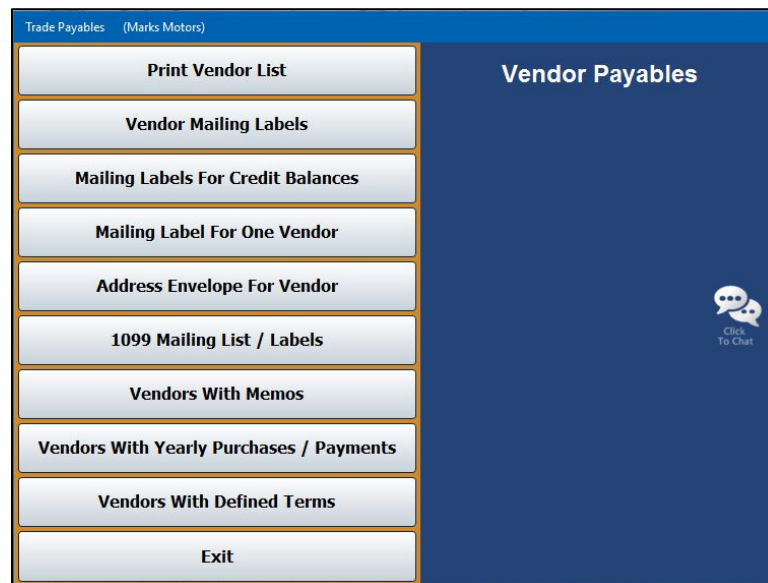 Trade Payables (Marks Motors)
Print Vendor List
Vendor Payables
Vendor Mailing Labels
Mailing Labels For Credit Balances
Mailing Label For One Vendor
Address Envelope For Vendor
1099 Mailing List / Labels
Vendors With Memos
Vendors With Yearly Purchases / Payments
Vendors With Defined Terms
Exit
Click
To Chat